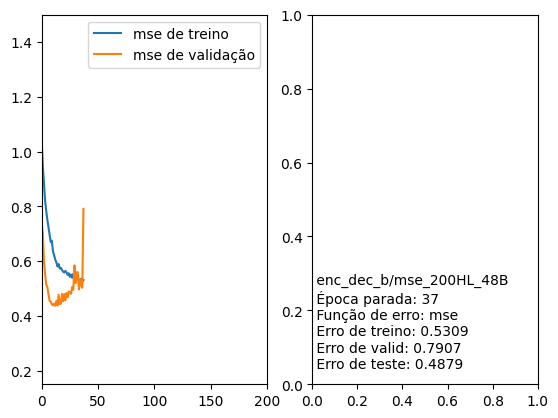 mse de treino
mse de validação
1.4
1.2
1.0
0.8
0.6
0.4
0.2
0 50 100 150 200
1.0
0.8
0.6
0.4
0.2
0.0
0.0 0.2 0.4 0.6 0.8 1.0
enc_dec_b/mse_200HL_48B
Época parada: 37
Função de erro: mse
Erro de treino: 0.5309
Erro de valid: 0.7907
Erro de teste: 0.4879